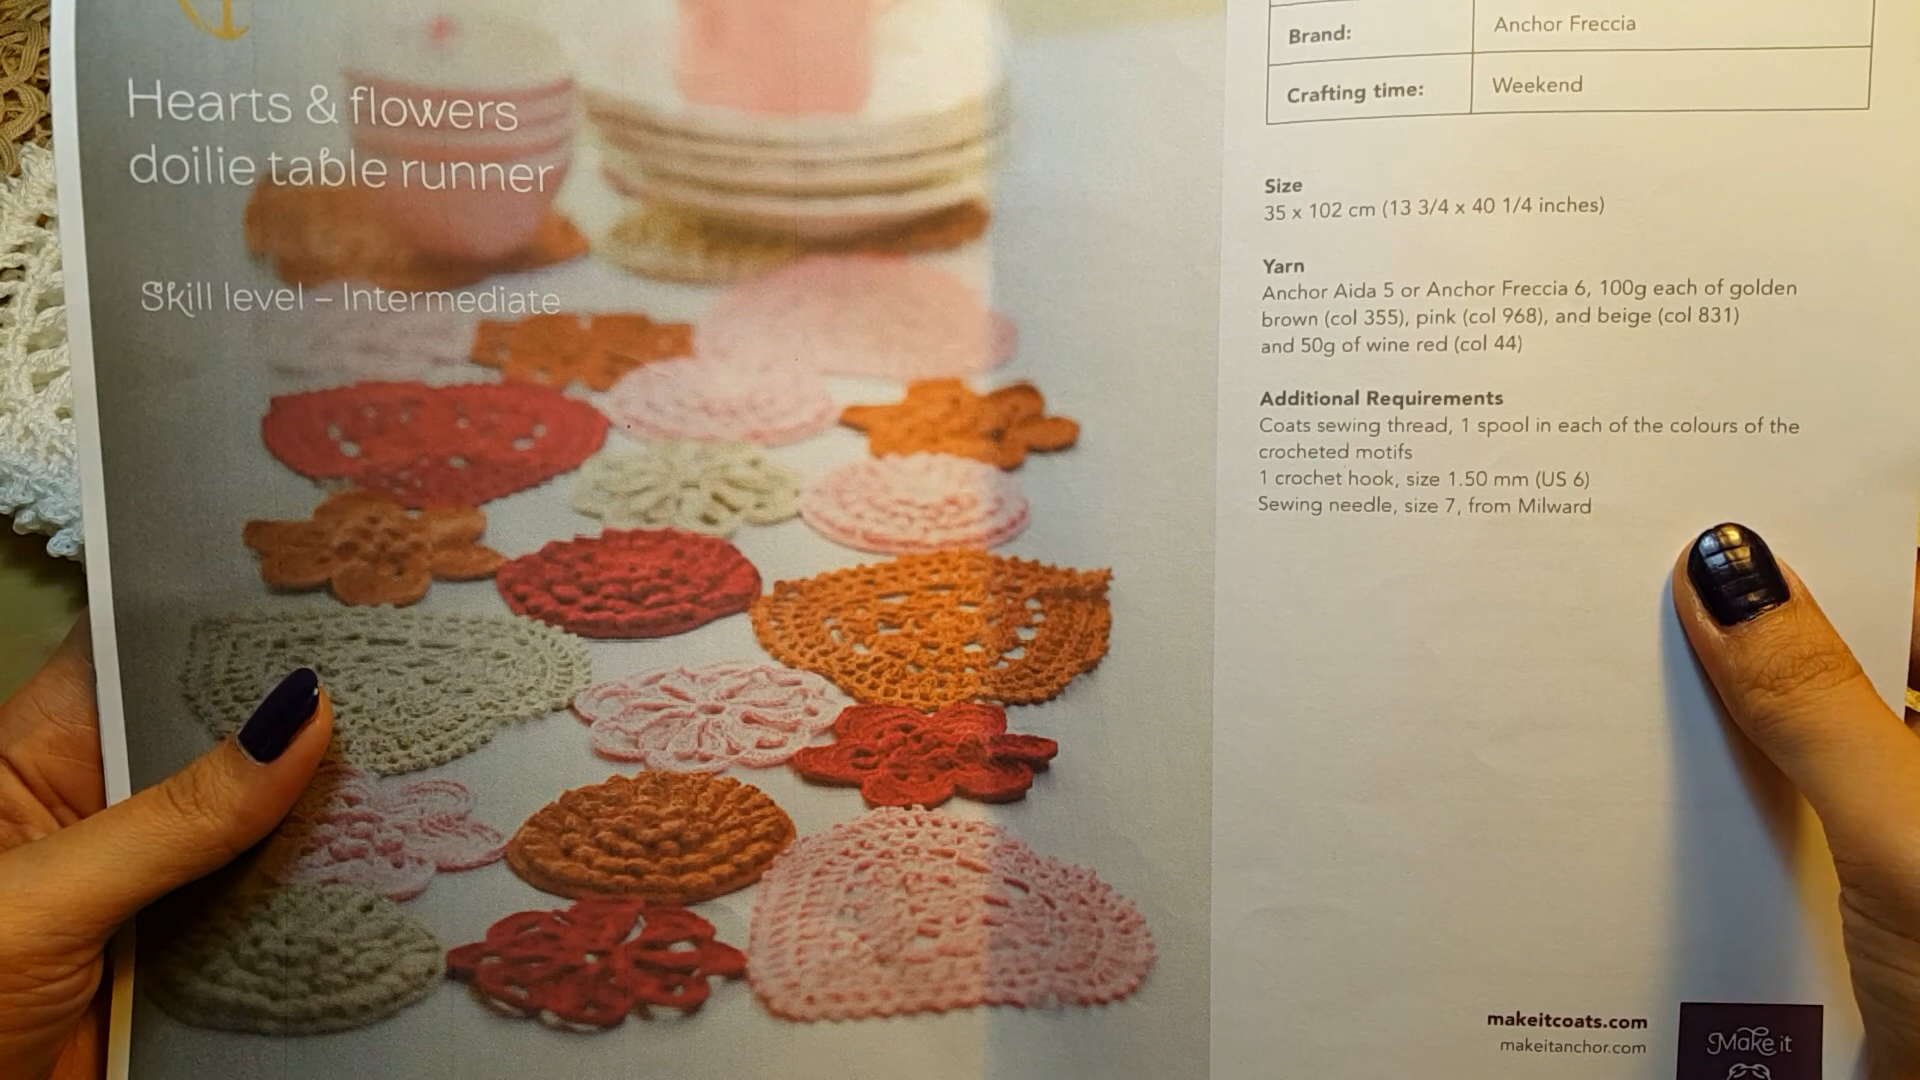 Hearts & flowers
doilie table runner
Skill level – Intermediate
Brand: Anchor Freccia
Crafting time: Weekend
Size
35 x 102 cm (13 3/4 x 40 1/4 inches)
Yarn
Anchor Aida 5 or Anchor Freccia 6, 100g each of golden
brown (col 355), pink (col 968), and beige (col 831)
and 50g of wine red (col 44)
Additional Requirements
Coats sewing thread, 1 spool in each of the colours of the
crocheted motifs
1 crochet hook, size 1.50 mm (US 6)
Sewing needle, size 7, from Milward
makeitcoats.com
makeitanchor.com
Make it